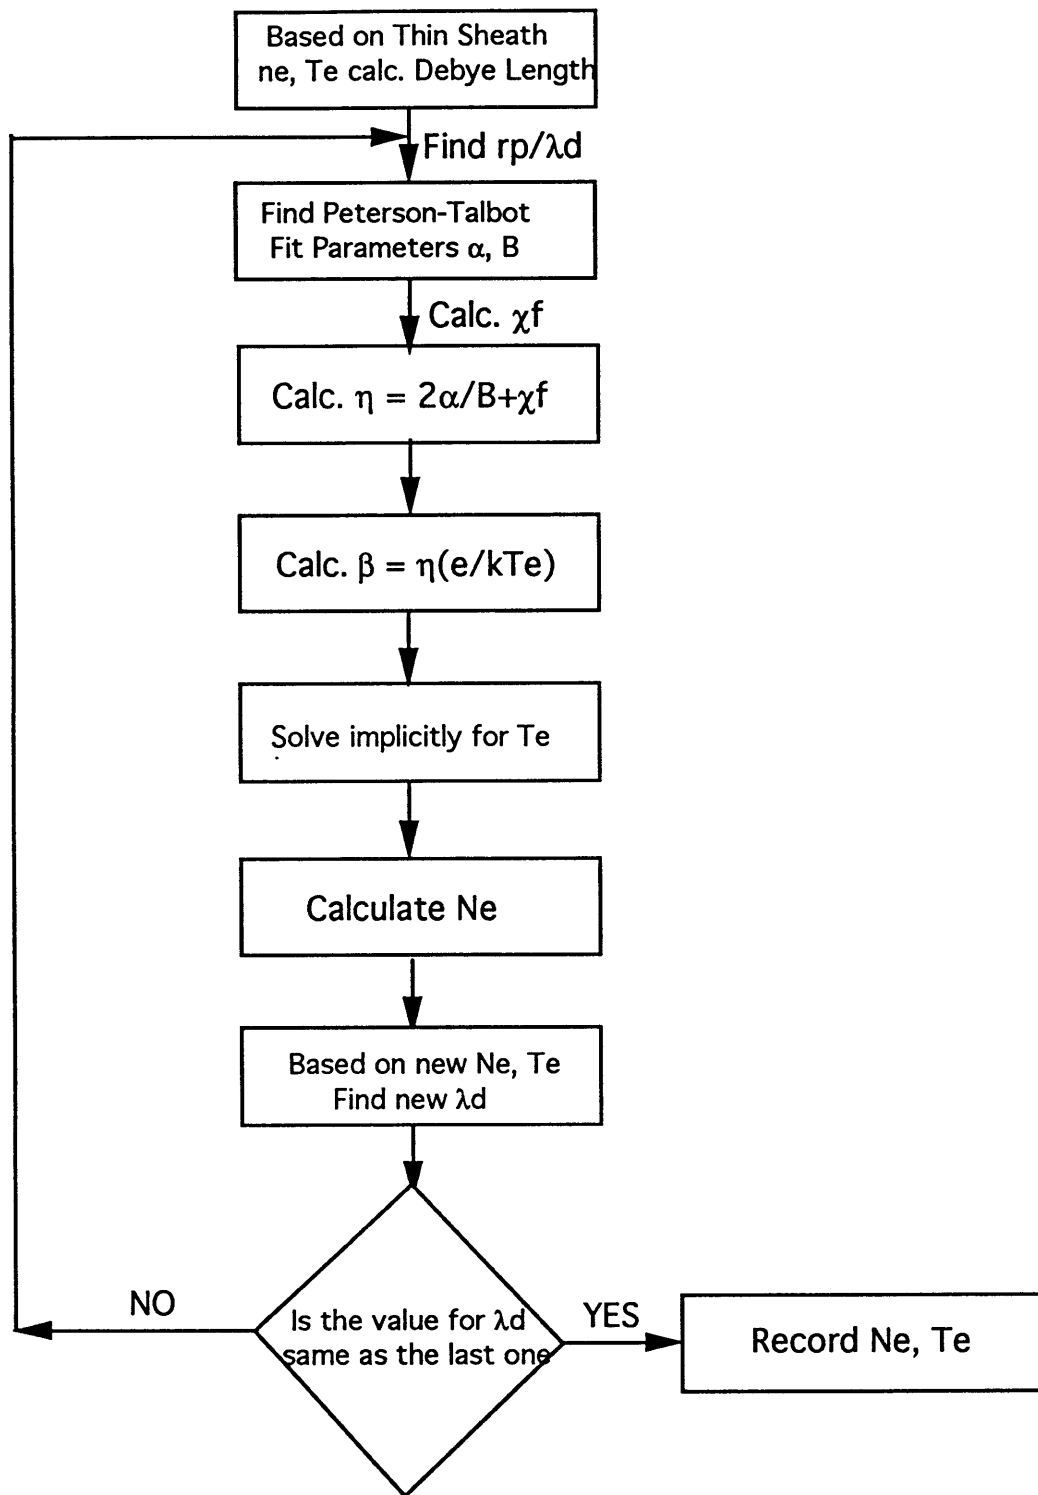 Based on Thin Sheath
ne, Te calc. Debye Length
Find rp/λd
Find Peterson-Talbot
Fit Parameters α, B
Calc. χf
Calc. η = 2α/B+χf
Calc. β = η(e/kTe)
Solve implicitly for Te
Calculate Ne
Based on new Ne, Te
Find new λd
NO
Is the value for λd
same as the last one
YES
Record Ne, Te